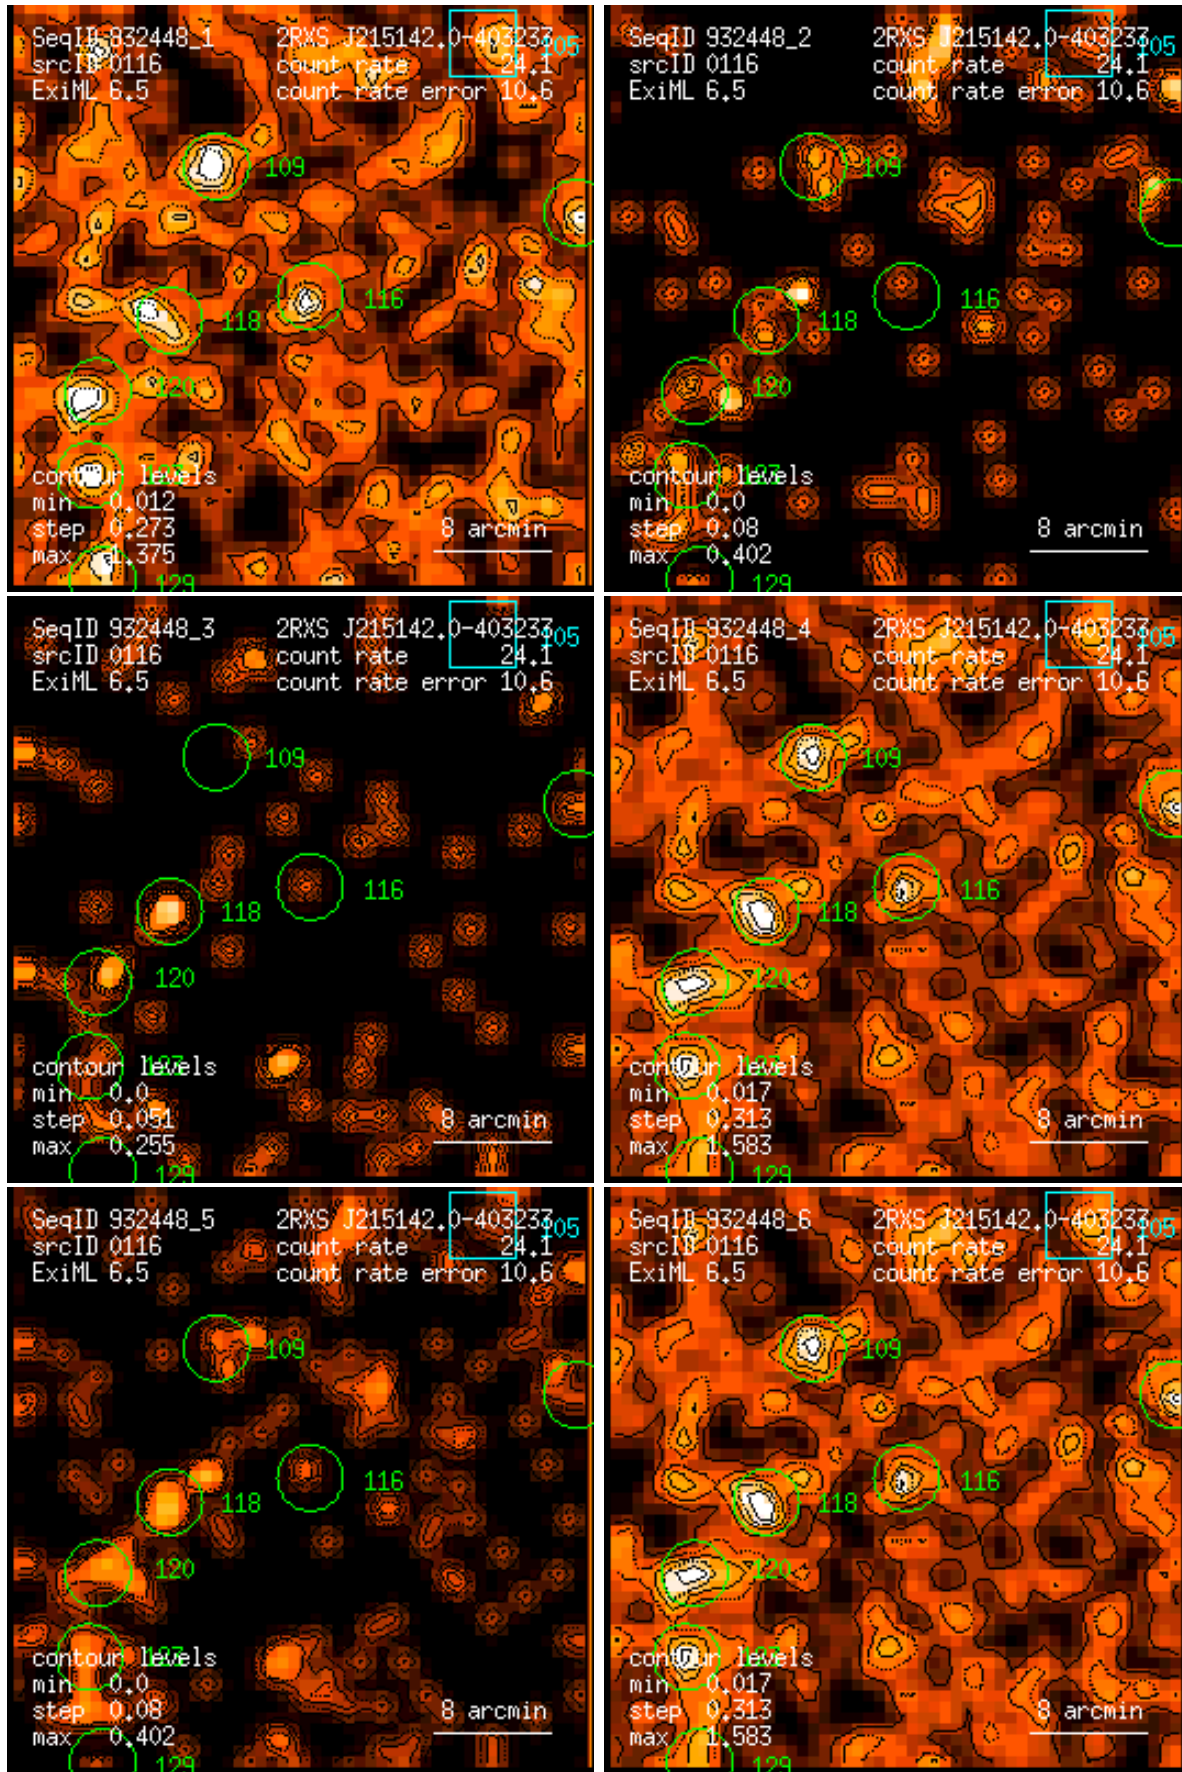 SeqID 932448_1 2RXS J215142.0-403233 105
srcID 0116 count rate 24.1
ExiML 6.5 count rate error 10.6
109
116
118
120
contour levels 127
min 0.012
step 0.273 8 arcmin
max 1.375
129
SeqID 932448_2 2RXS J215142.0-403233 105
srcID 0116 count rate 24.1
ExiML 6.5 count rate error 10.6
109
116
118
120
contour levels 127
min 0.0
step 0.08 8 arcmin
max 0.402
129
SeqID 932448_3 2RXS J215142.0-403233 105
srcID 0116 count rate 24.1
ExiML 6.5 count rate error 10.6
109
116
118
120
contour levels 127
min 0.0
step 0.051 8 arcmin
max 0.255
129
SeqID 932448_4 2RXS J215142.0-403233 105
srcID 0116 count rate 24.1
ExiML 6.5 count rate error 10.6
109
116
118
120
contour levels 127
min 0.017
step 0.313 8 arcmin
max 1.583
129
SeqID 932448_5 2RXS J215142.0-403233 105
srcID 0116 count rate 24.1
ExiML 6.5 count rate error 10.6
109
116
118
120
contour levels 127
min 0.0
step 0.08 8 arcmin
max 0.402
129
SeqID 932448_6 2RXS J215142.0-403233 105
srcID 0116 count rate 24.1
ExiML 6.5 count rate error 10.6
109
116
118
120
contour levels 127
min 0.017
step 0.313 8 arcmin
max 1.583
129